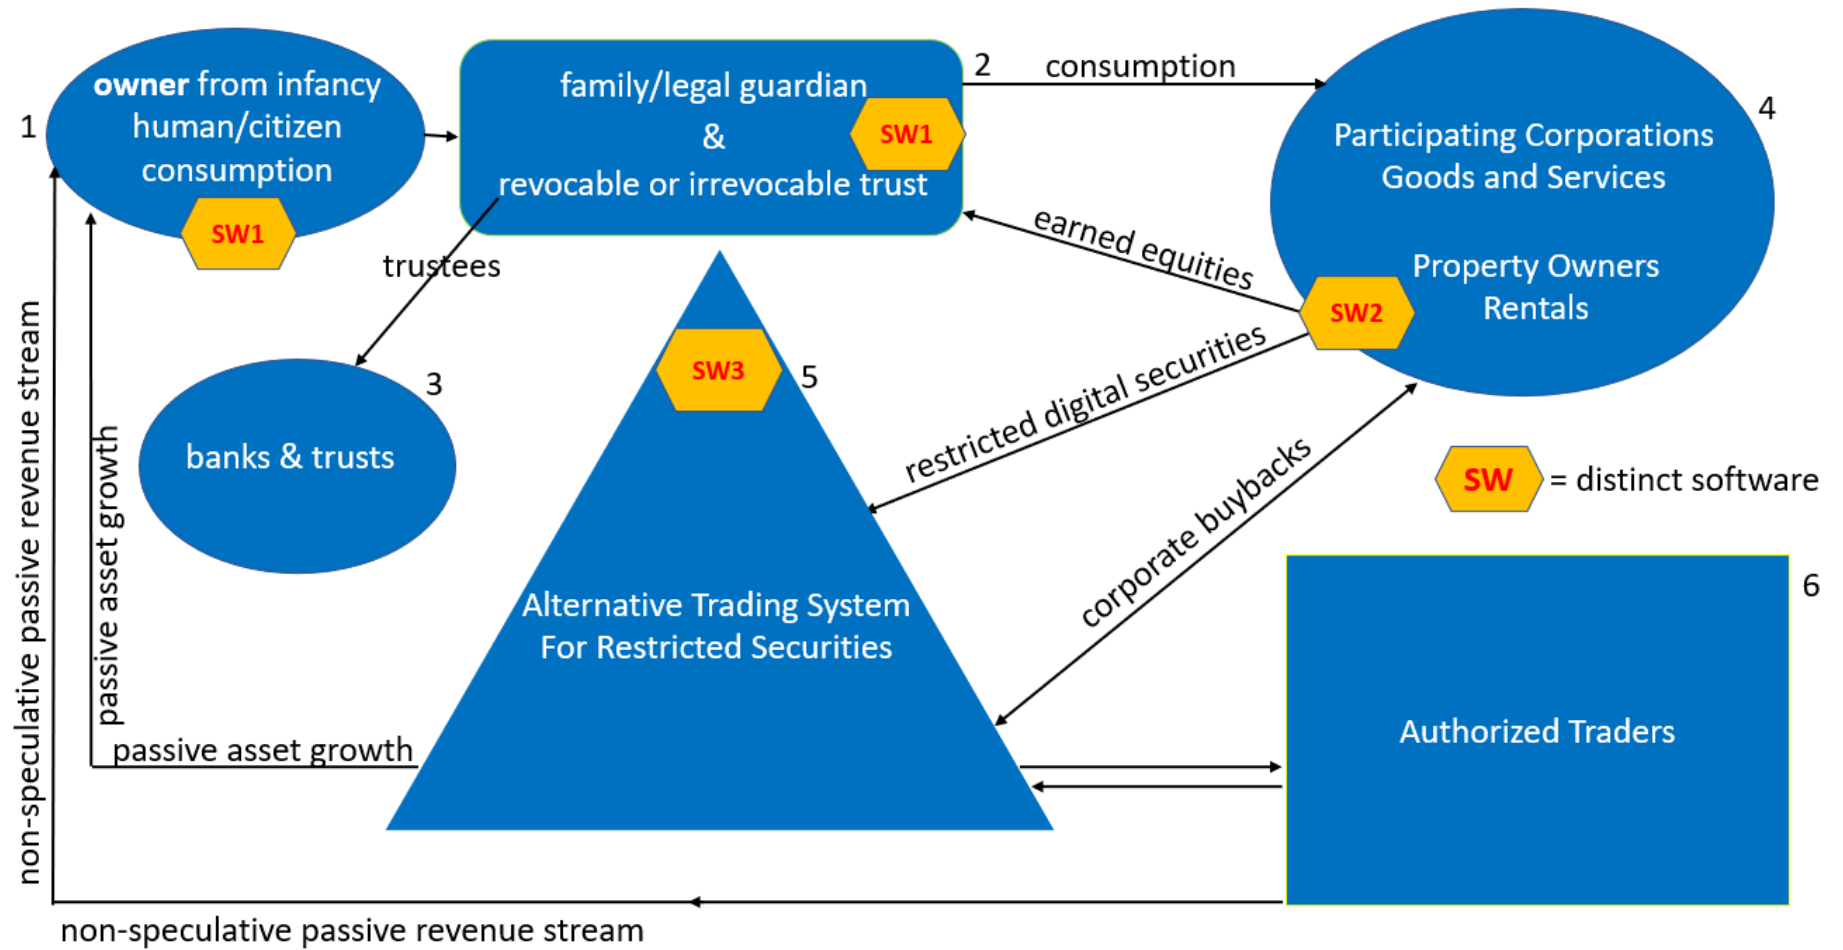 1
owner from infancy
human/citizen
consumption
SW1
family/legal guardian
&
revocable or irrevocable trust
SW1
2
consumption
4
Participating Corporations
Goods and Services
Property Owners
Rentals
SW2
earned equities
trustees
restricted digital securities
3
banks & trusts
SW3
5
corporate buybacks
SW
= distinct software
Alternative Trading System
For Restricted Securities
6
Authorized Traders
non-speculative passive revenue stream
passive asset growth
passive asset growth
non-speculative passive revenue stream